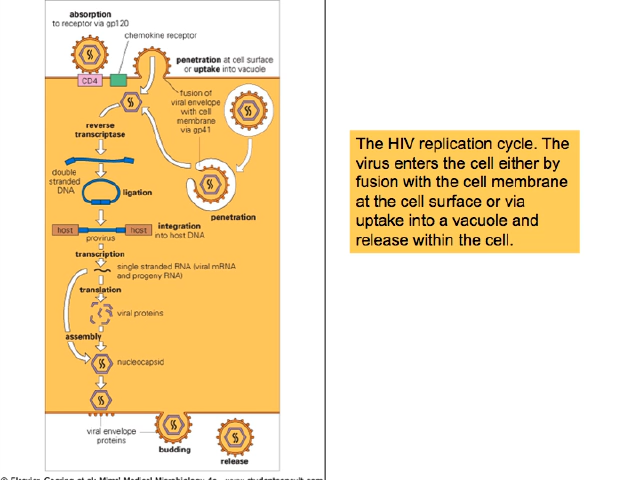 absorption
to receptor via gp120
chemokine receptor
CD4
penetration at cell surface
or uptake into vacuole
fusion of
viral envelope
with cell
membrane
via gp41
reverse
transcriptase
double
stranded
DNA
ligation
penetration
host
host
provirus
integration
into host DNA
transcription
single stranded RNA (viral mRNA
and progeny RNA)
translation
viral proteins
assembly
nucleocapsid
viral envelope
proteins
budding
release
The HIV replication cycle. The
virus enters the cell either by
fusion with the cell membrane
at the cell surface or via
uptake into a vacuole and
release within the cell.